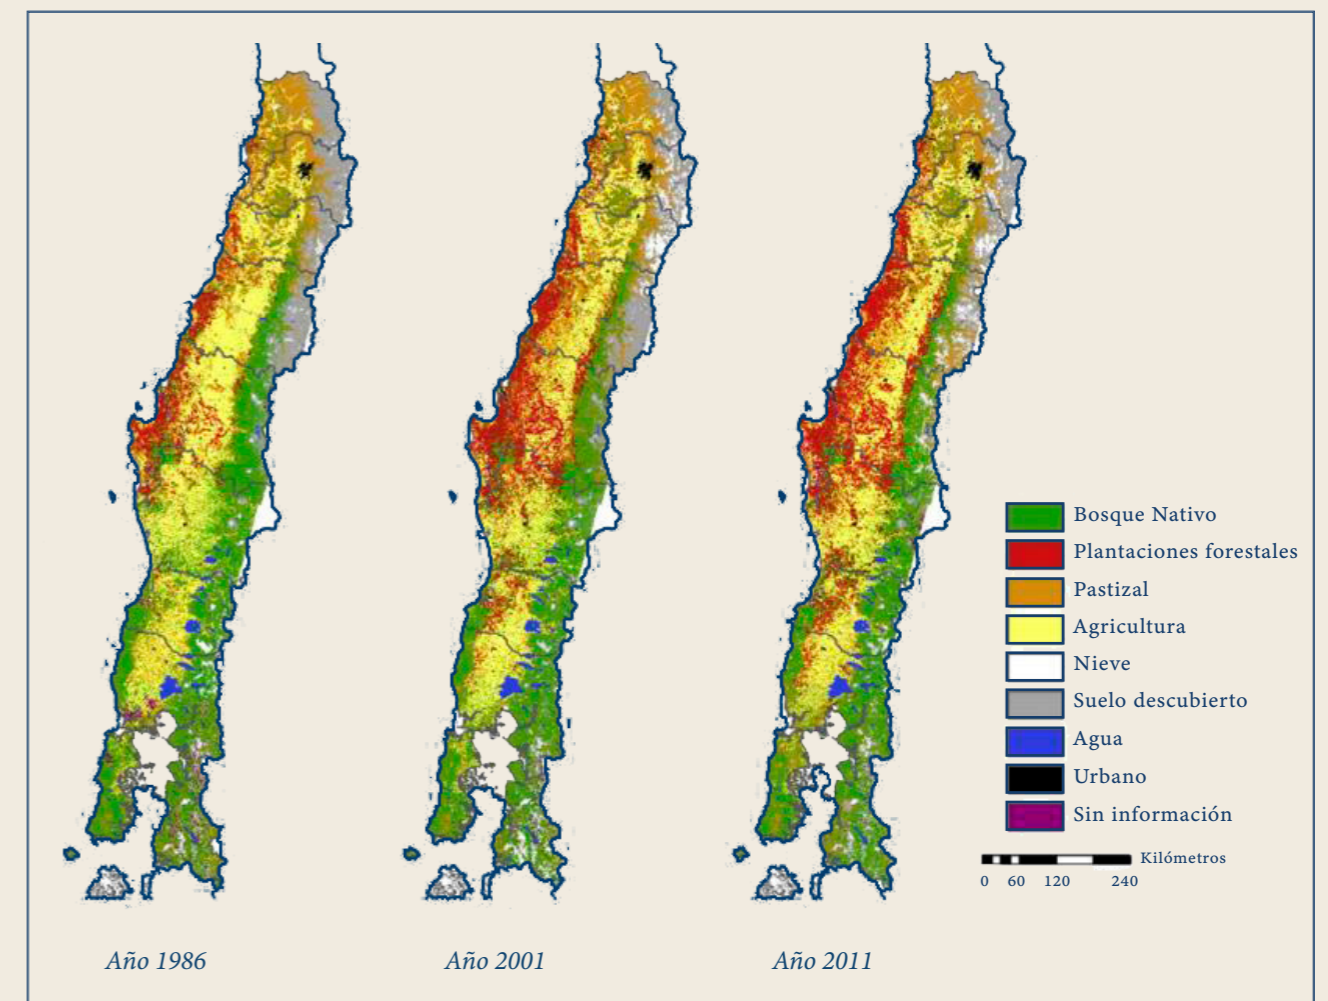 Bosque Nativo
Plantaciones forestales
Pastizal
Agricultura
Nieve
Suelo descubierto
Agua
Urbano
Sin información
Kilómetros
0 60 120 240
Año 1986 Año 2001 Año 2011